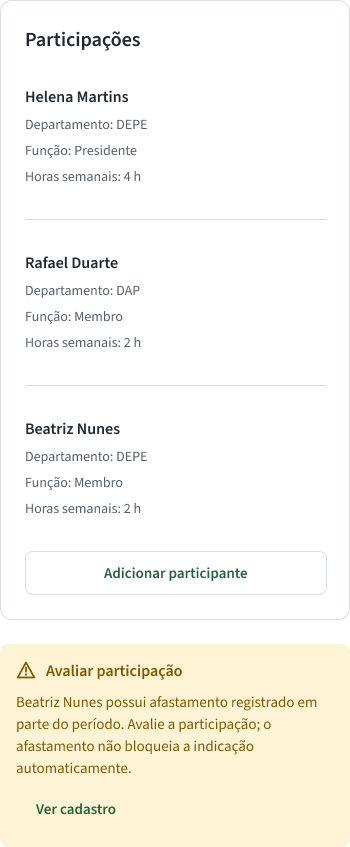 Participações
Helena Martins
Departamento: DEPE
Função: Presidente
Horas semanais: 4 h
Rafael Duarte
Departamento: DAP
Função: Membro
Horas semanais: 2 h
Beatriz Nunes
Departamento: DEPE
Função: Membro
Horas semanais: 2 h
Adicionar participante
Avaliar participação
Beatriz Nunes possui afastamento registrado em
parte do período. Avalie a participação; o
afastamento não bloqueia a indicação
automaticamente.
Ver cadastro